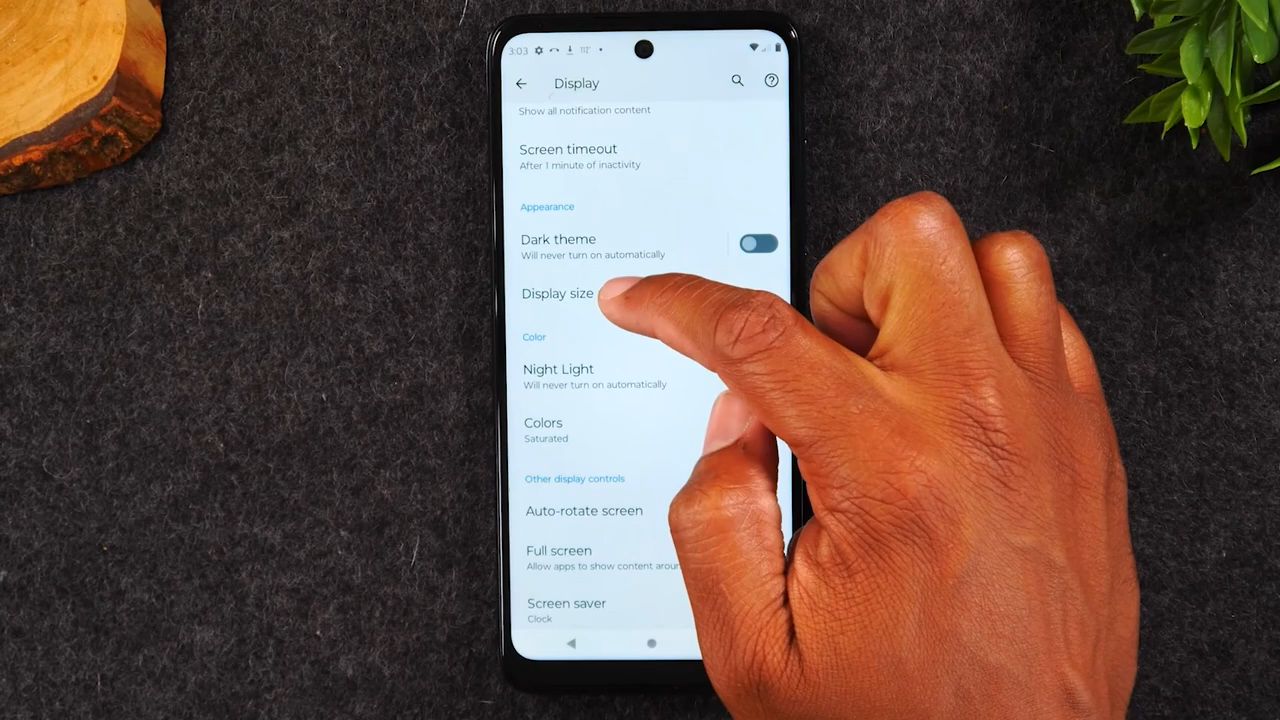 3:03
Display
Show all notification content
Screen timeout
After 1 minute of inactivity
Appearance
Dark theme
Will never turn on automatically
Display size
Color
Night Light
Will never turn on automatically
Colors
Saturated
Other display controls
Auto-rotate screen
Full screen
Allow apps to show content
Screen saver
Clock